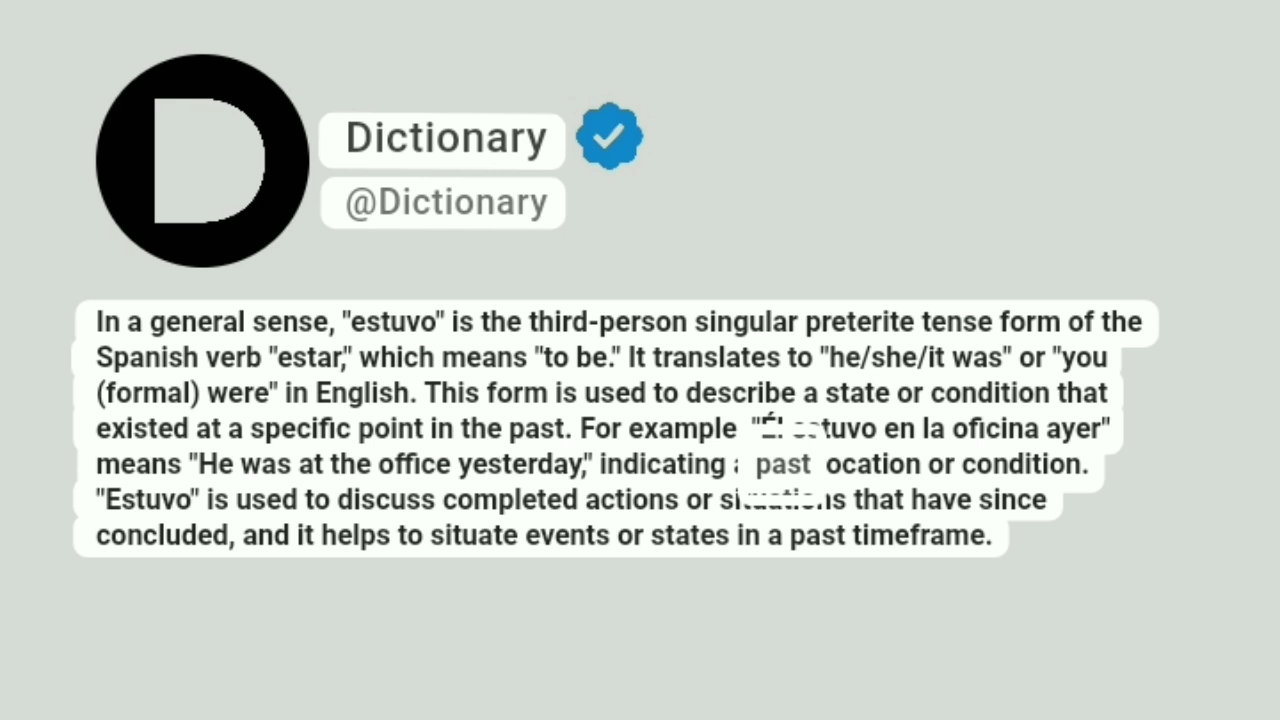 D
Dictionary
@Dictionary
In a general sense, "estuvo" is the third-person singular preterite tense form of the
Spanish verb "estar," which means "to be." It translates to "he/she/it was" or "you
(formal) were" in English. This form is used to describe a state or condition that
existed at a specific point in the past. For example "Él estuvo en la oficina ayer"
means "He was at the office yesterday," indicating past ocation or condition.
"Estuvo" is used to discuss completed actions or situations that have since
concluded, and it helps to situate events or states in a past timeframe.